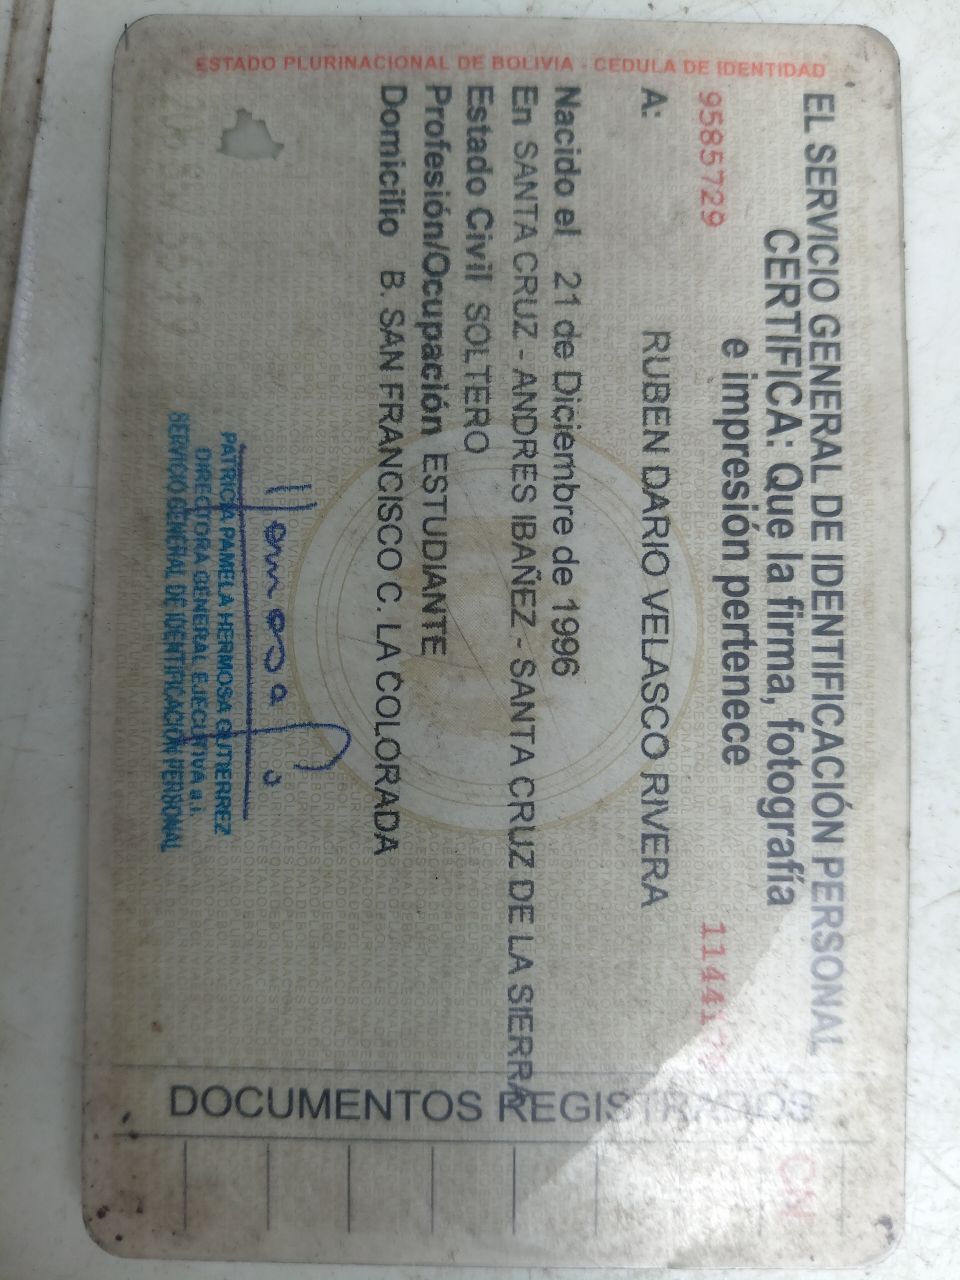 ESTADO PLURINACIONAL DE BOLIVIA - CEDULA DE IDENTIDAD
EL SERVICIO GENERAL DE IDENTIFICACIÓN PERSONAL
CERTIFICA: Que la firma, fotografía
e impresión pertenece
9585729
A: RUBEN DARIO VELASCO RIVERA
Nacido el 21 de Diciembre de 1996
En SANTA CRUZ - ANDRES IBAÑEZ - SANTA CRUZ DE LA SIERRA
Estado Civil SOLTERO
Profesión/Ocupación ESTUDIANTE
Domicilio B. SAN FRANCISCO C. LA COLORADA
PATRICIA PAMELA HERMOSA GUTIERREZ
DIRECTORA GENERAL EJECUTIVA a.i.
SERVICIO GENERAL DE IDENTIFICACIÓN PERSONAL
DOCUMENTOS REGISTRADOS
CN